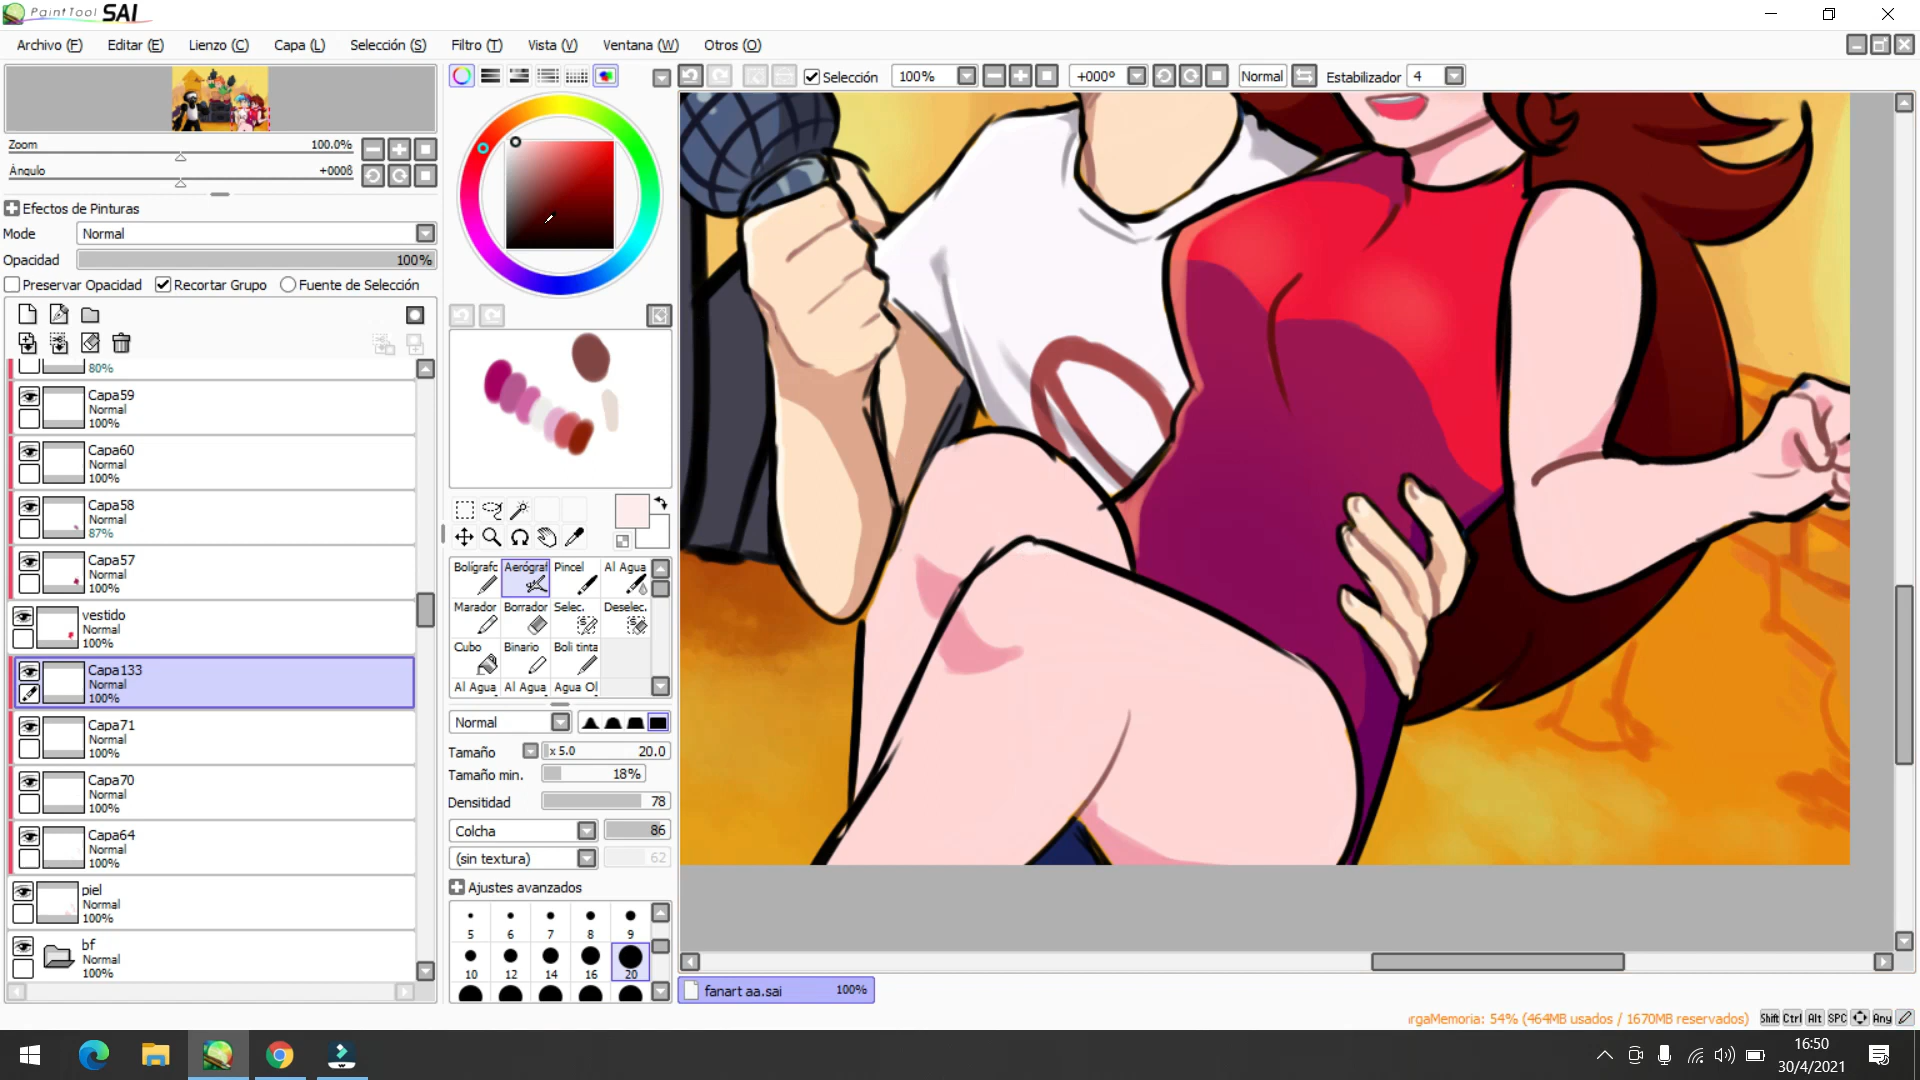 PaintTool SAI
Archivo (F) Editar (E) Lienzo (C) Capa (L) Selección (S) Filtro (T) Vista (V) Ventana (W) Otros (O)
Selección 100% +000º Normal Estabilizador 4
Zoom 100.0%
Ángulo +000º
Efectos de Pinturas
Mode Normal
Opacidad 100%
Preservar Opacidad Recortar Grupo Fuente de Selección
80%
Capa59
Normal
100%
Capa60
Normal
100%
Capa58
Normal
87%
Capa57
Normal
100%
vestido
Normal
100%
Capa133
Normal
100%
Capa71
Normal
100%
Capa70
Normal
100%
Capa64
Normal
100%
piel
Normal
100%
bf
Normal
100%
Bolígrafc Aerógraf Pincel Al Agua
Marador Borrador Selec. Deselec.
Cubo Binario Boli tinta
Al Agua Al Agua Agua Ol
Normal
Tamaño x 5.0 20.0
Tamaño min. 18%
Densitidad 78
Colcha 86
(sin textura) 62
Ajustes avanzados
5 6 7 8 9
10 12 14 16 20
fanart aa.sai 100%
rgaMemoria: 54% (464MB usados / 1670MB reservados) Shift Ctrl Alt SPC Any
16:50
30/4/2021